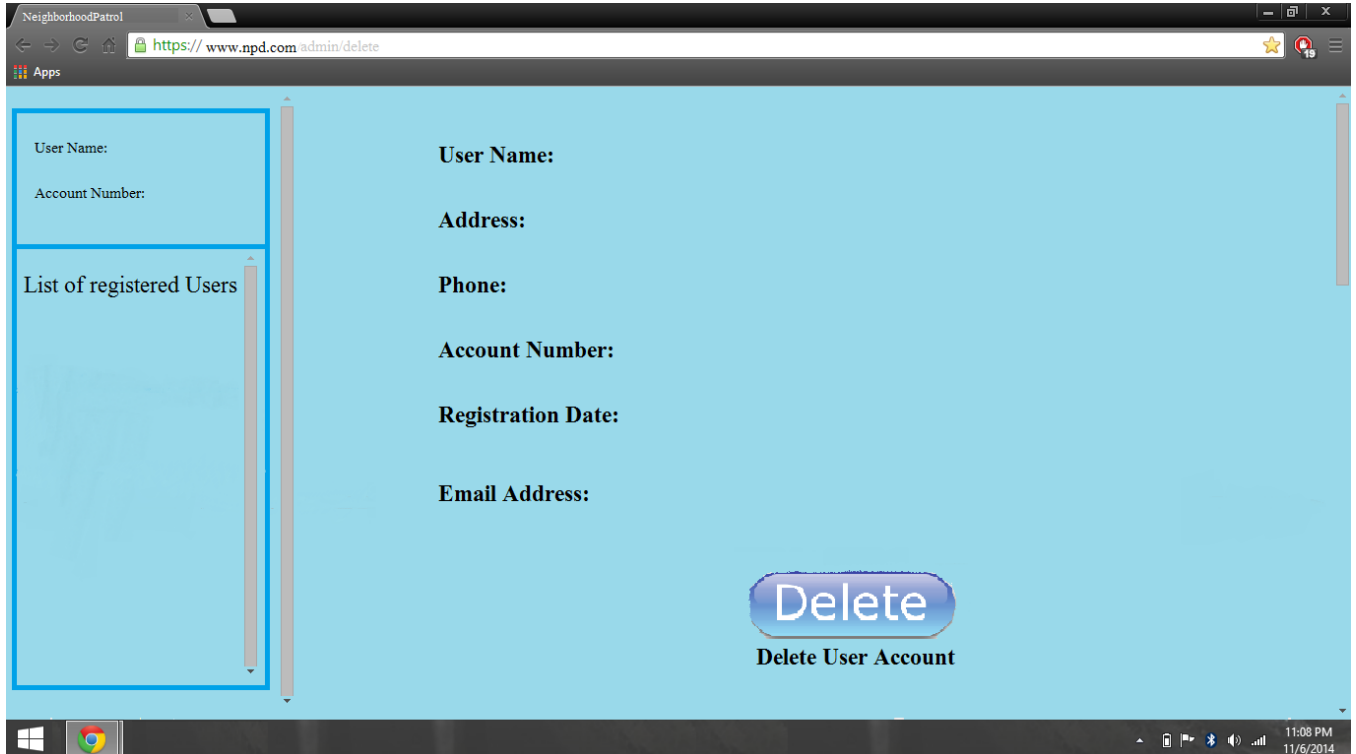 NeighborhoodPatrol
https:// www.npd.com/admin/delete
19
Apps
User Name:
Account Number:
List of registered Users
User Name:
Address:
Phone:
Account Number:
Registration Date:
Email Address:
Delete
Delete User Account
11:08 PM
11/6/2014